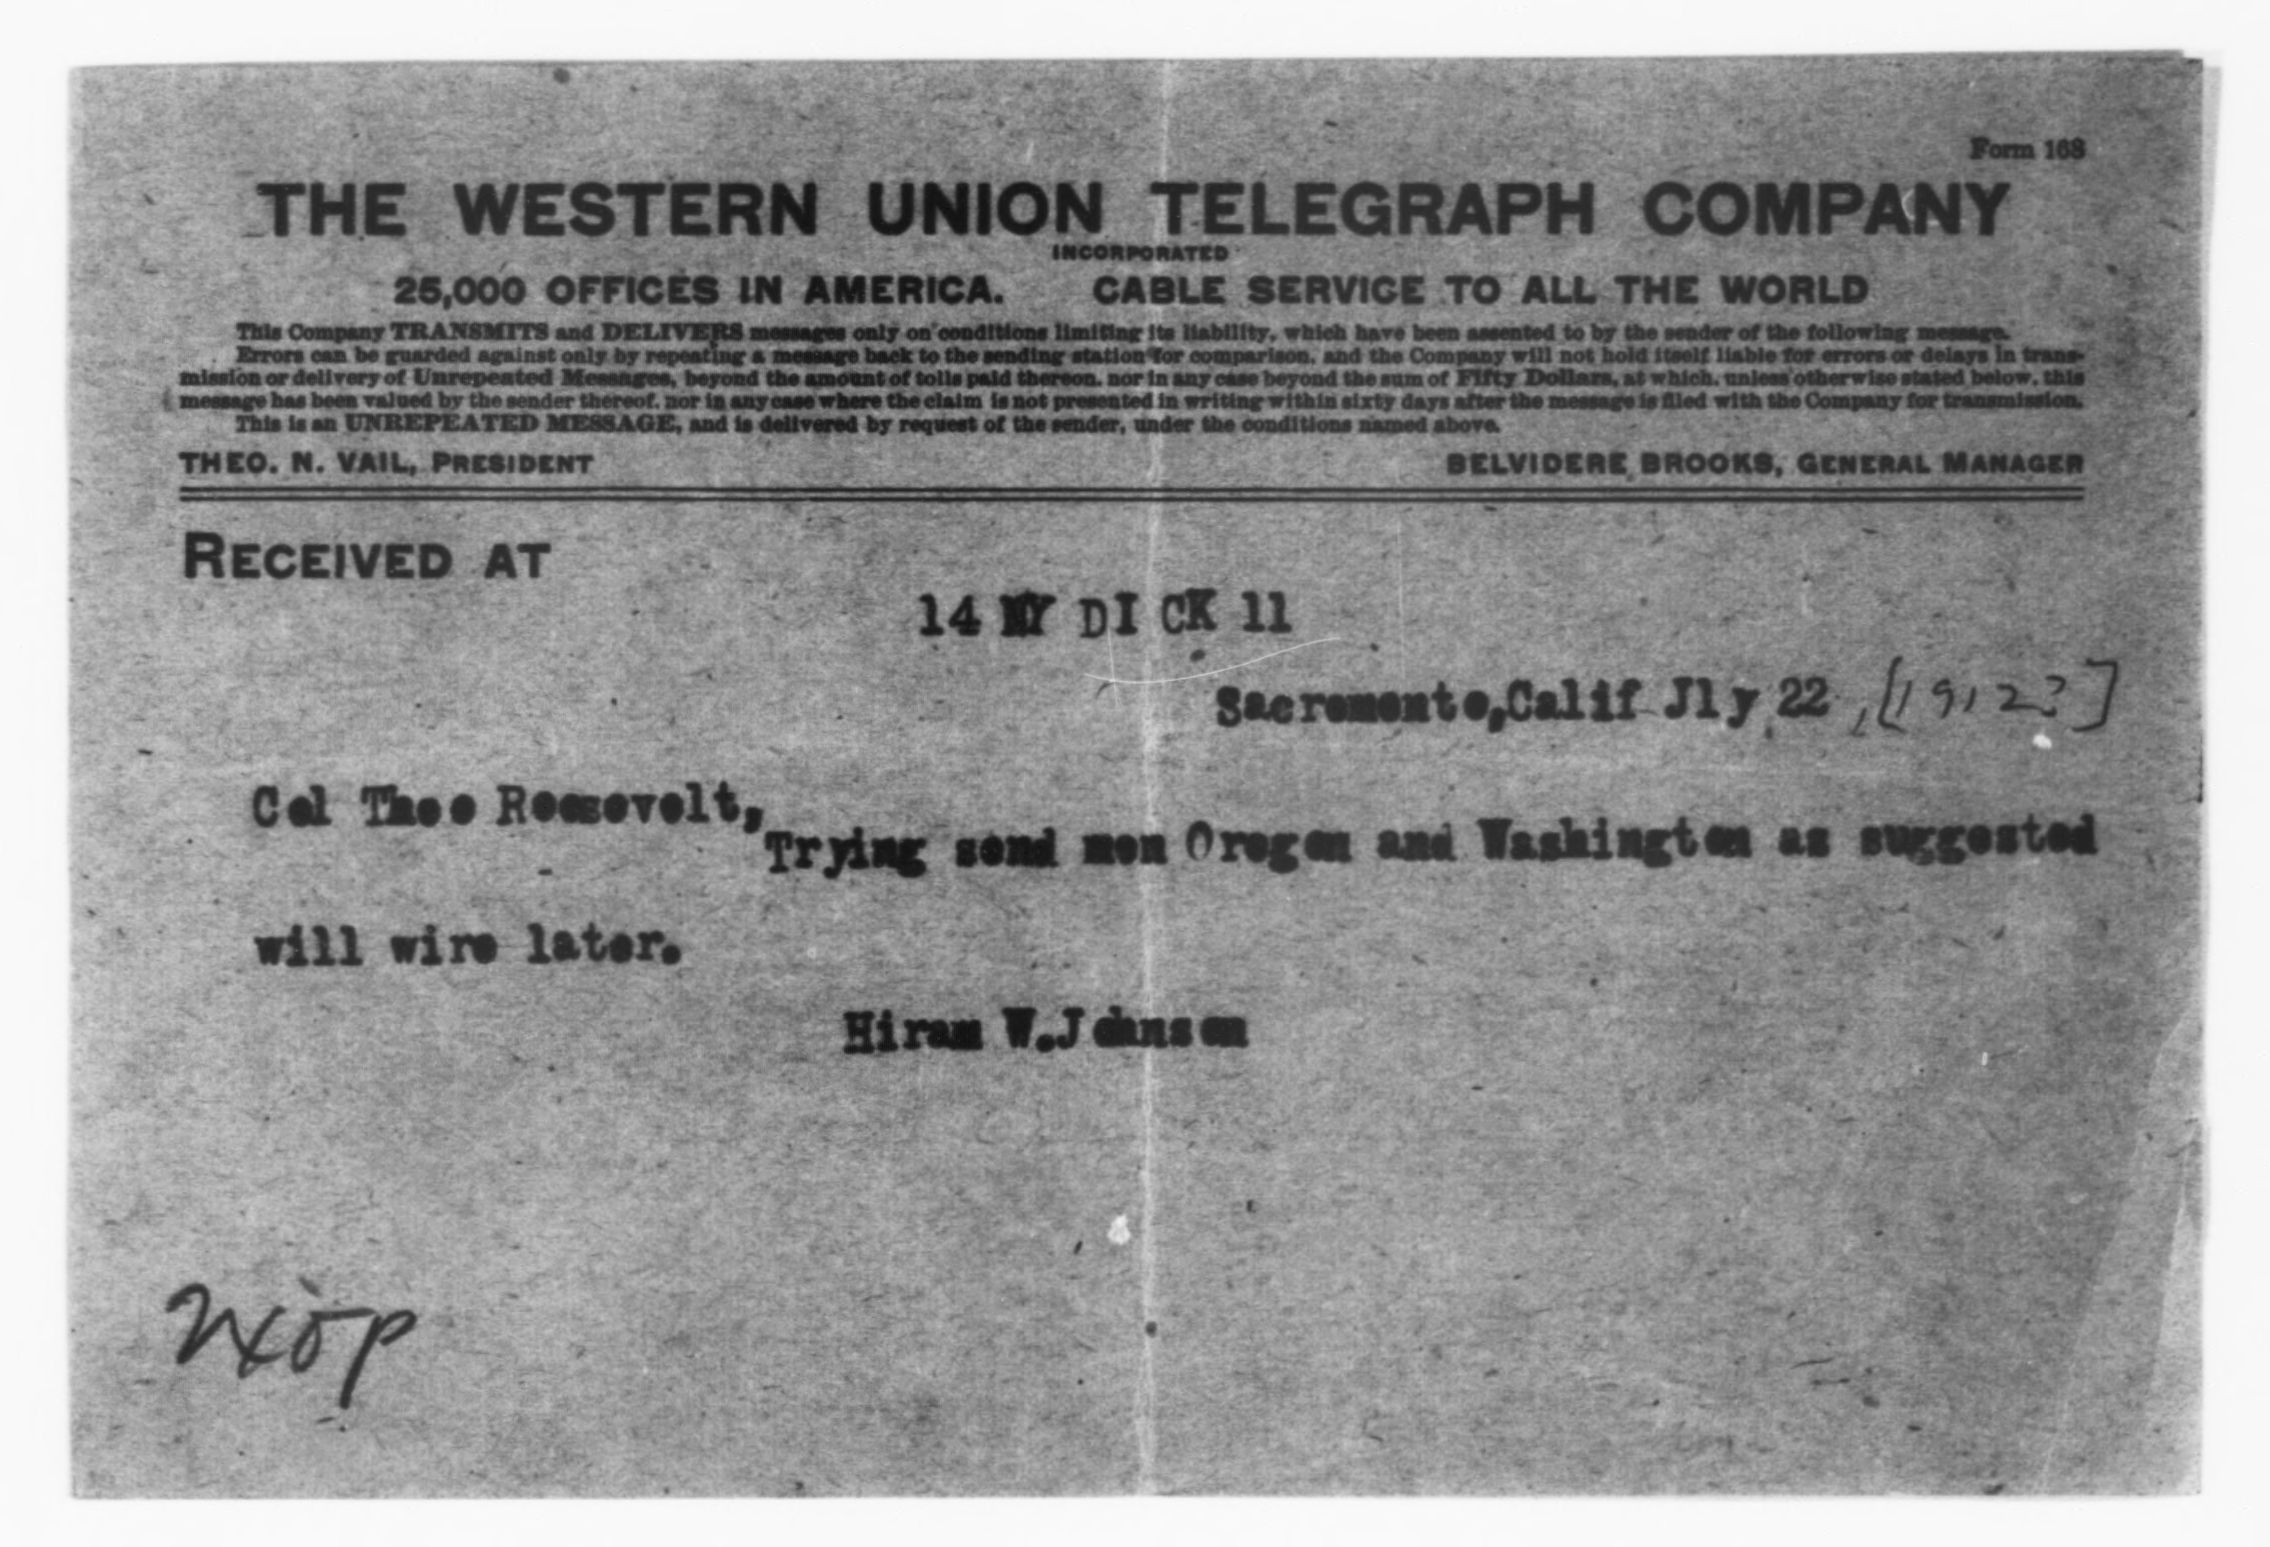 Form 168
THE WESTERN UNION TELEGRAPH COMPANY
INCORPORATED
25,000 OFFICES IN AMERICA. CABLE SERVICE TO ALL THE WORLD
This Company TRANSMITS and DELIVERS messages only on conditions limiting its liability, which have been assented to by the sender of the following message.
Errors can be guarded against only by repeating a message back to the sending station for comparison, and the Company will not hold itself liable for errors or delays in trans-
mission or delivery of Unrepeated Messages, beyond the amount of tolls paid thereon, nor in any case beyond the sum of Fifty Dollars, at which, unless otherwise stated below, this
message has been valued by the sender thereof, nor in any case where the claim is not presented in writing within sixty days after the message is filed with the Company for transmission.
This is an UNREPEATED MESSAGE, and is delivered by request of the sender, under the conditions named above.
THEO. N. VAIL, PRESIDENT BELVIDERE BROOKS, GENERAL MANAGER
RECEIVED AT
14 NY DICK 11
Sacremento,Calif Jly 22 , [1912?]
Col Theo Roosevelt,
Trying send men Oregon and Washington as suggested
will wire later.
Hiram W.Johnson